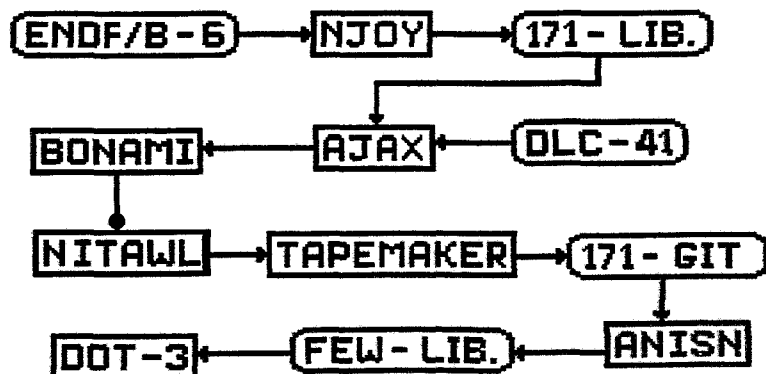 ENDF/B-6 NJOY 171-LIB.
BONAMI AJAX DLC-41
NITAWL TAPEMAKER 171-GIT
DOT-3 FEW-LIB. ANISN